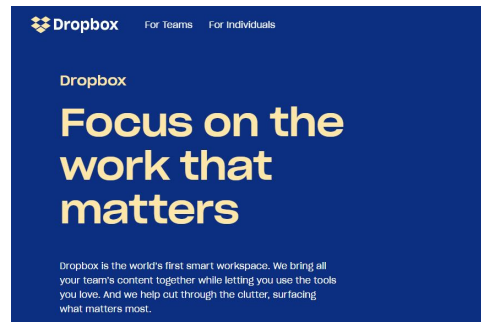 Dropbox For Teams For Individuals
Dropbox
Focus on the
work that
matters
Dropbox is the world's first smart workspace. We bring all
your team's content together while letting you use the tools
you love. And we help cut through the clutter, surfacing
what matters most.